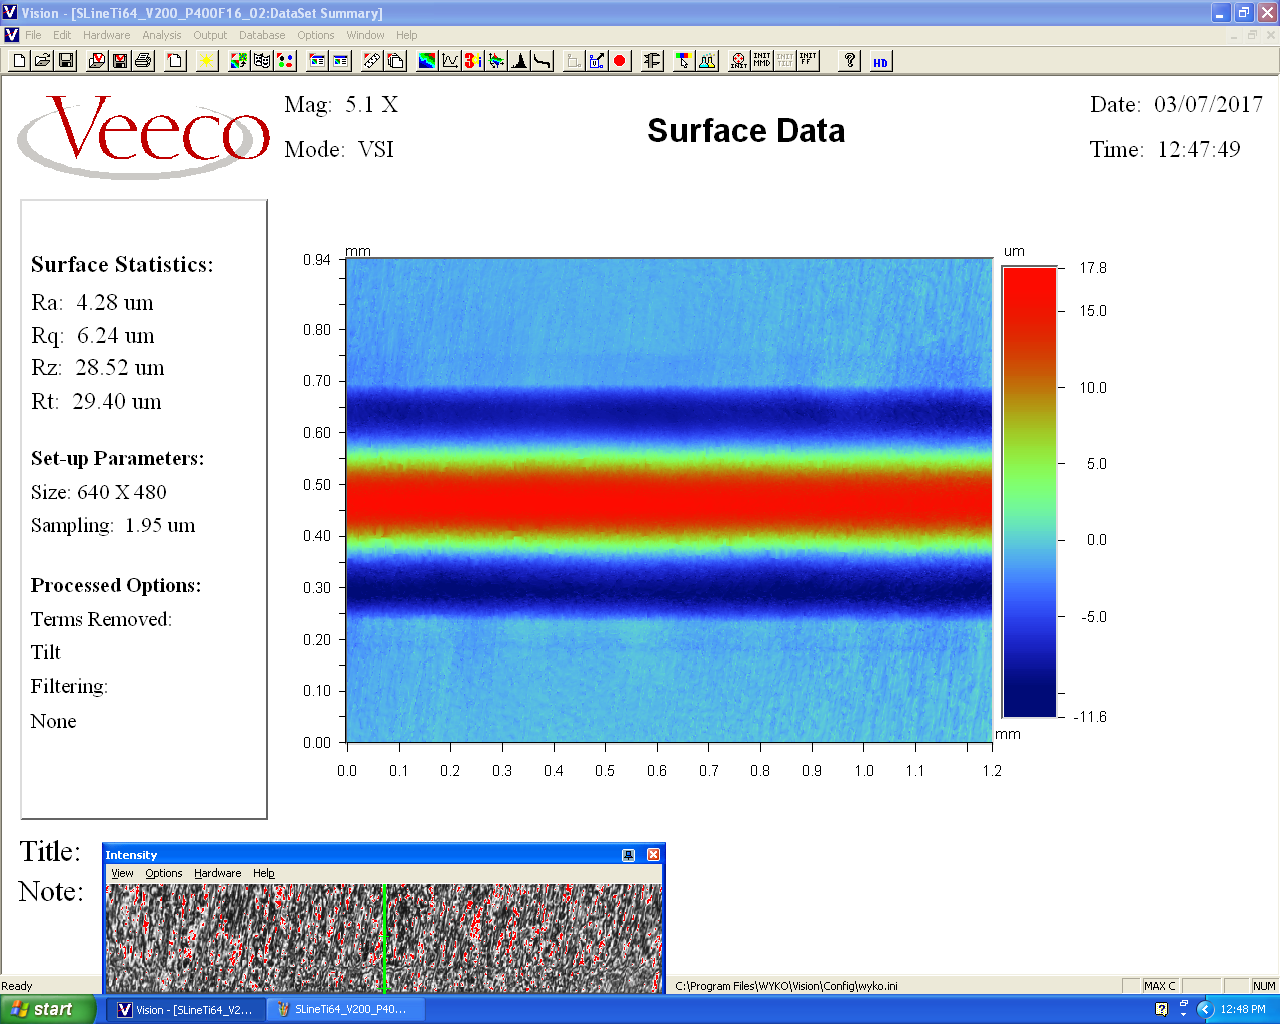 Vision - [SLineTi64_V200_P400F16_02:DataSet Summary]
File Edit Hardware Analysis Output Database Options Window Help
INIT INIT MMD INIT TILT INIT FF ? HD
Veeco
Mag: 5.1 X
Mode: VSI
Surface Data
Date: 03/07/2017
Time: 12:47:49
Surface Statistics:
Ra: 4.28 um
Rq: 6.24 um
Rz: 28.52 um
Rt: 29.40 um
Set-up Parameters:
Size: 640 X 480
Sampling: 1.95 um
Processed Options:
Terms Removed:
Tilt
Filtering:
None
mm
0.94
0.80
0.70
0.60
0.50
0.40
0.30
0.20
0.10
0.00
0.0 0.1 0.2 0.3 0.4 0.5 0.6 0.7 0.8 0.9 1.0 1.1 1.2
mm
um
17.8
15.0
10.0
5.0
0.0
-5.0
-11.6
Title:
Note:
Intensity
View Options Hardware Help
Ready
C:\Program Files\WYKO\Vision\Config\wyko.ini
MAX C
NUM
start
Vision - [SLineTi64_V2...
SLineTi64_V200_P40...
12:48 PM